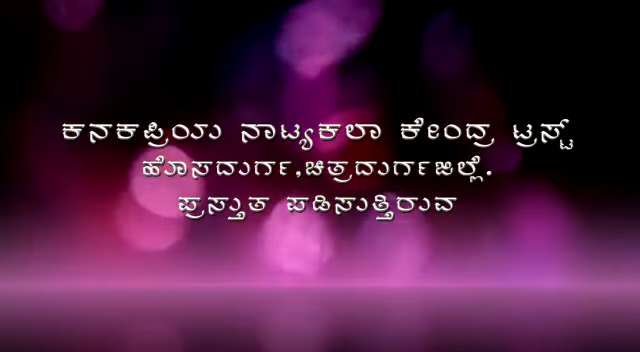 ಕನಕಪ್ರಿಯ ನಾಟ್ಯಕಲಾ ಕೇಂದ್ರ ಟ್ರಸ್ಟ್
ಹೊಸದುರ್ಗ,ಚಿತ್ರದುರ್ಗಜಿಲ್ಲೆ.
ಪ್ರಸ್ತುತ ಪಡಿಸುತ್ತಿರುವ